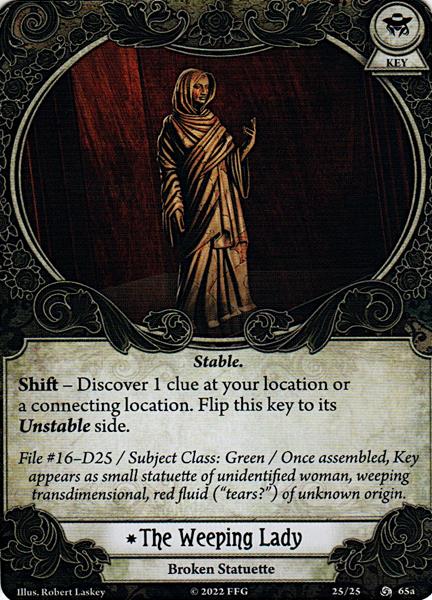 KEY
Stable.
Shift – Discover 1 clue at your location or
a connecting location. Flip this key to its
Unstable side.
File #16–D25 / Subject Class: Green / Once assembled, Key
appears as small statuette of unidentified woman, weeping
transdimensional, red fluid (“tears?”) of unknown origin.
*The Weeping Lady
Broken Statuette
Illus. Robert Laskey © 2022 FFG 25/25 65a